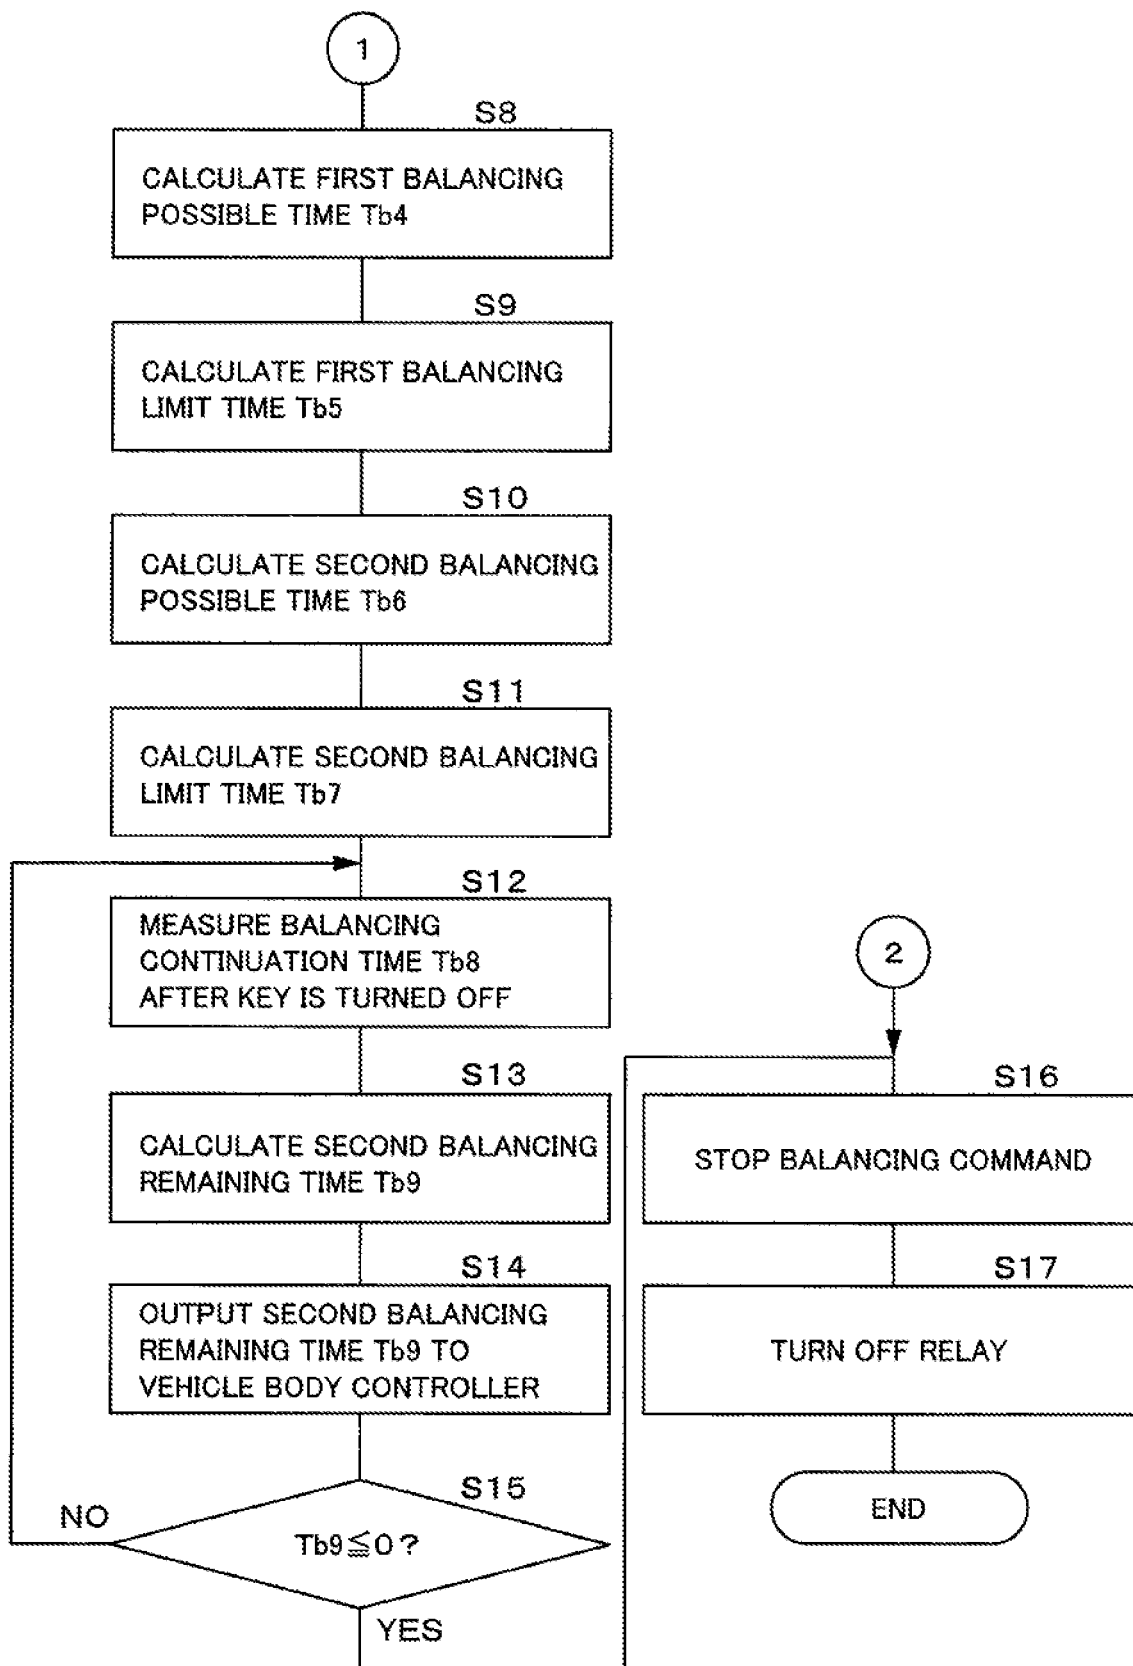 1
S8
CALCULATE FIRST BALANCING
POSSIBLE TIME Tb4
S9
CALCULATE FIRST BALANCING
LIMIT TIME Tb5
S10
CALCULATE SECOND BALANCING
POSSIBLE TIME Tb6
S11
CALCULATE SECOND BALANCING
LIMIT TIME Tb7
S12
MEASURE BALANCING
CONTINUATION TIME Tb8
AFTER KEY IS TURNED OFF
S13
CALCULATE SECOND BALANCING
REMAINING TIME Tb9
S14
OUTPUT SECOND BALANCING
REMAINING TIME Tb9 TO
VEHICLE BODY CONTROLLER
S15
NO
Tb9≦0?
YES
2
S16
STOP BALANCING COMMAND
S17
TURN OFF RELAY
END